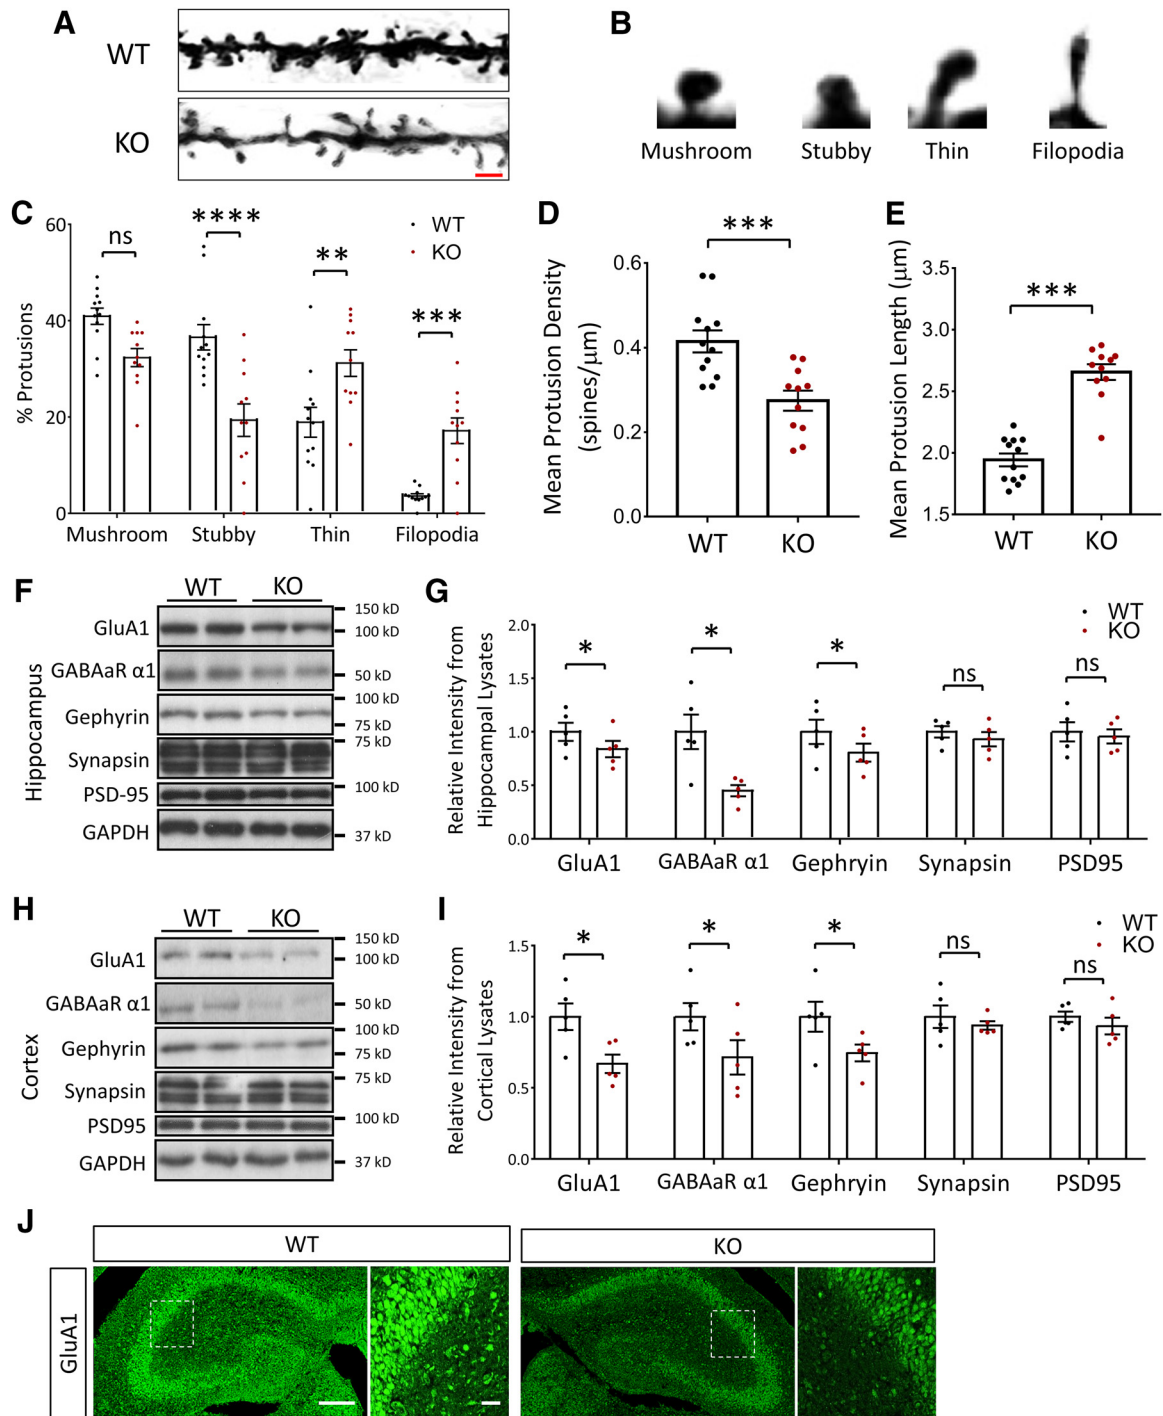 A
WT
KO
B
Mushroom Stubby Thin Filopodia
C
% Protusions
60
40
20
0
ns
****
**
***
WT
KO
Mushroom Stubby Thin Filopodia
D
Mean Protusion Density
(spines/μm)
0.6
0.4
0.2
0.0
***
WT KO
E
Mean Protusion Length (μm)
3.5
3.0
2.5
2.0
1.5
***
WT KO
F
WT KO
Hippocampus
GluA1
GABAaR α1
Gephyrin
Synapsin
PSD-95
GAPDH
150 kD
100 kD
50 kD
100 kD
75 kD
75 kD
100 kD
37 kD
G
Relative Intensity from
Hippocampal Lysates
2.0
1.5
1.0
0.5
0.0
*
*
*
ns
ns
WT
KO
GluA1 GABAaR α1 Gephryin Synapsin PSD95
H
WT KO
Cortex
GluA1
GABAaR α1
Gephyrin
Synapsin
PSD95
GAPDH
150 kD
100 kD
50 kD
100 kD
75 kD
75 kD
100 kD
37 kD
I
Relative Intensity from
Cortical Lysates
1.5
1.0
0.5
0.0
*
*
*
ns
ns
WT
KO
GluA1 GABAaR α1 Gephryin Synapsin PSD95
J
WT KO
GluA1